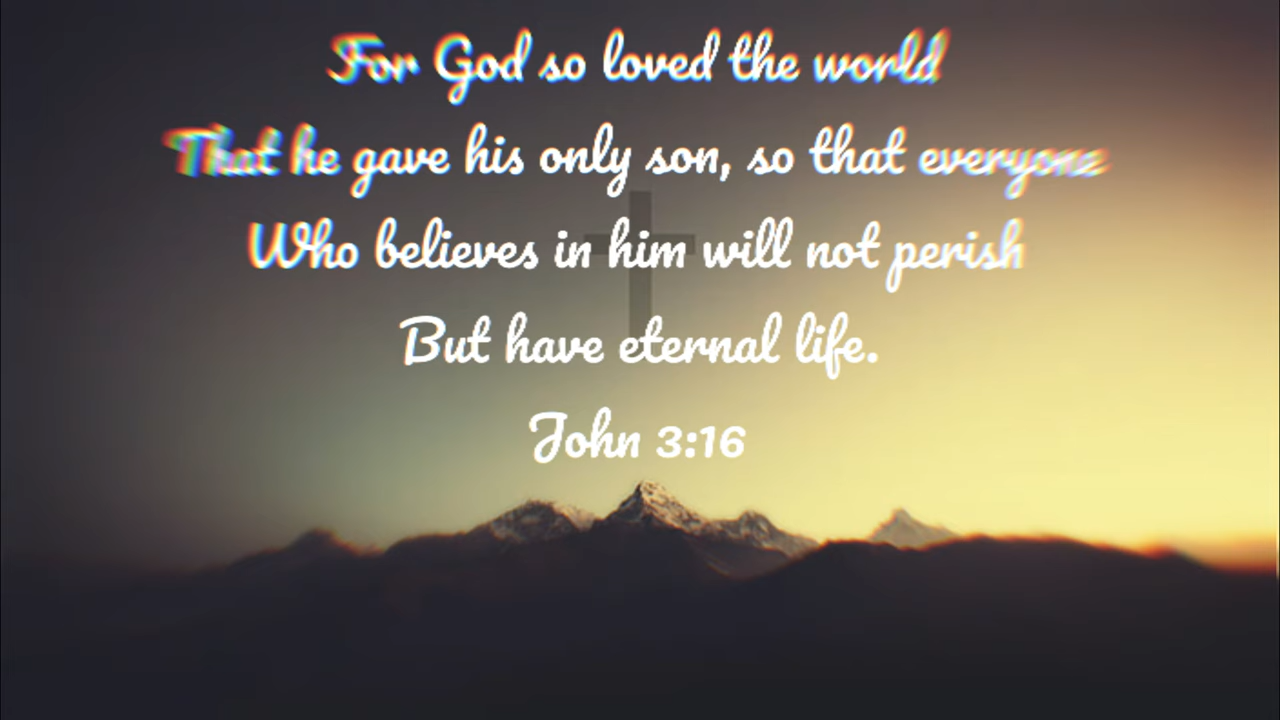 For God so loved the world
That he gave his only son, so that everyone
Who believes in him will not perish
But have eternal life.
John 3:16